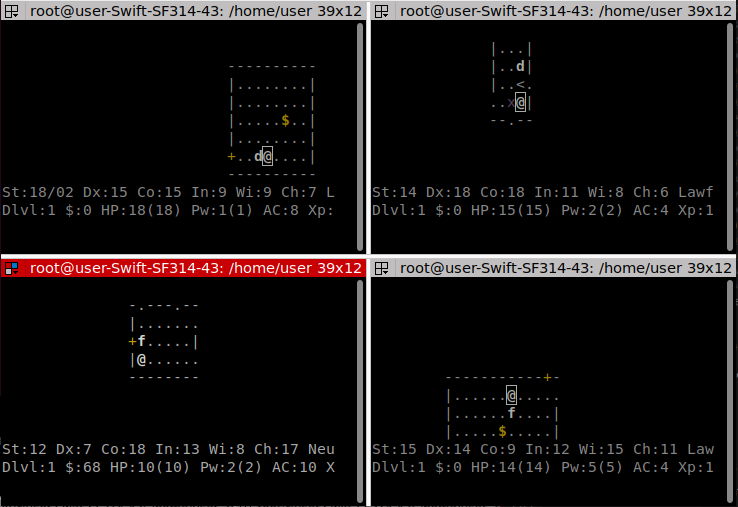 root@user-Swift-SF314-43: /home/user 39x12
----------
|........|
|........|
|.....$..|
|........|
+..d@....|
----------
St:18/02 Dx:15 Co:15 In:9 Wi:9 Ch:7 L
Dlvl:1 $:0 HP:18(18) Pw:1(1) AC:8 Xp:
root@user-Swift-SF314-43: /home/user 39x12
|...|
|..d|
|..<.
..x@|
--.--
St:14 Dx:18 Co:18 In:11 Wi:8 Ch:6 Lawf
Dlvl:1 $:0 HP:15(15) Pw:2(2) AC:4 Xp:1
root@user-Swift-SF314-43: /home/user 39x12
-.---.--
|.......
+f.....|
|@......
--------
St:12 Dx:7 Co:18 In:13 Wi:8 Ch:17 Neu
Dlvl:1 $:68 HP:10(10) Pw:2(2) AC:10 X
root@user-Swift-SF314-43: /home/user 39x12
-----------+-
|......@.....
|......f....|
|.....$.....|
St:15 Dx:14 Co:9 In:12 Wi:15 Ch:11 Law
Dlvl:1 $:0 HP:14(14) Pw:5(5) AC:4 Xp:1